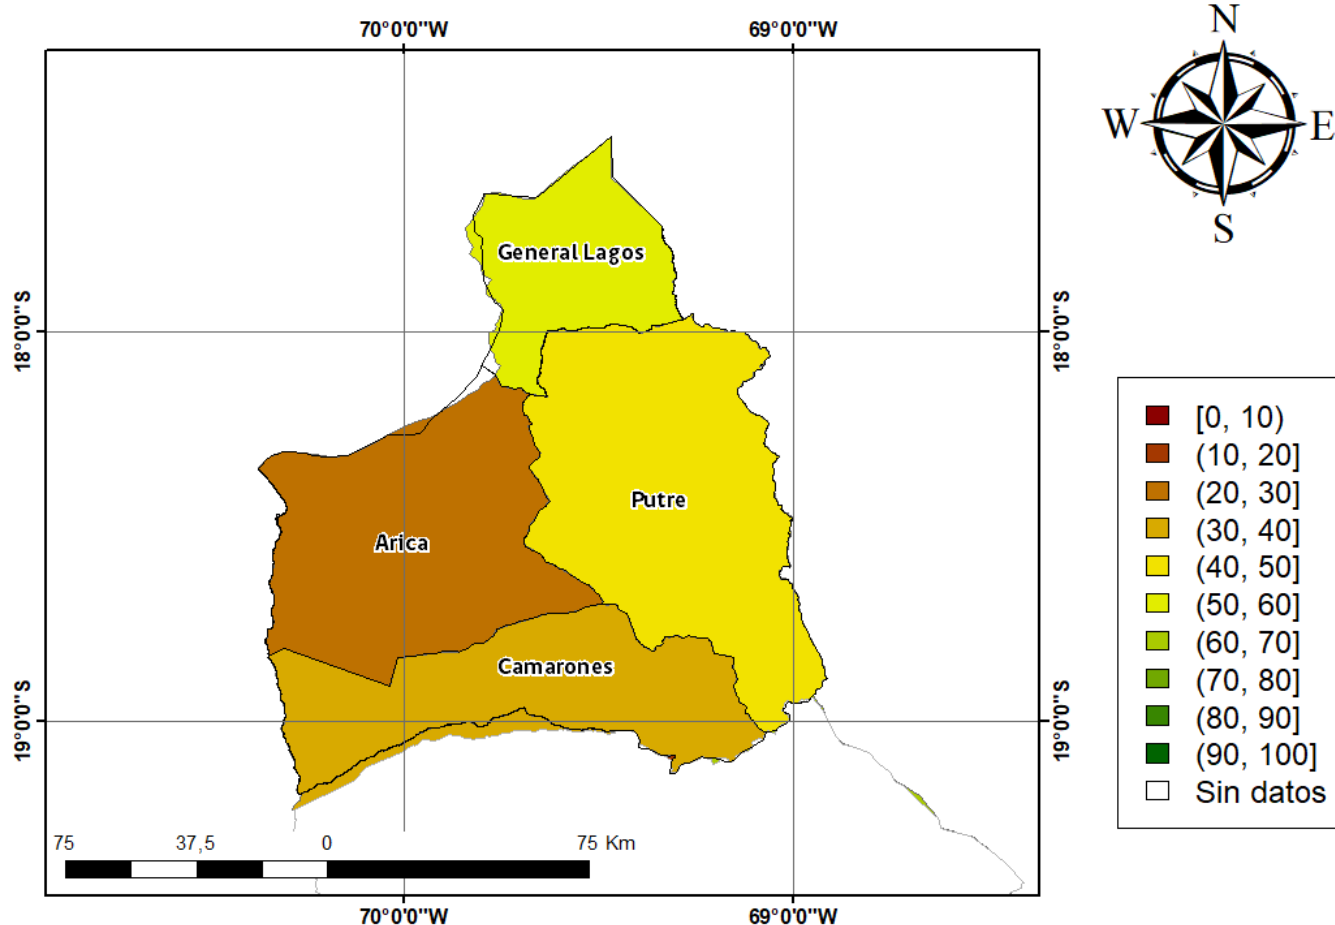 70°0'0"W 69°0'0"W
N
W E
S
General Lagos
18°0'0"S 18°0'0"S
Putre
Arica
Camarones
19°0'0"S 19°0'0"S
[0, 10)
(10, 20]
(20, 30]
(30, 40]
(40, 50]
(50, 60]
(60, 70]
(70, 80]
(80, 90]
(90, 100]
Sin datos
75 37,5 0 75 Km
70°0'0"W 69°0'0"W